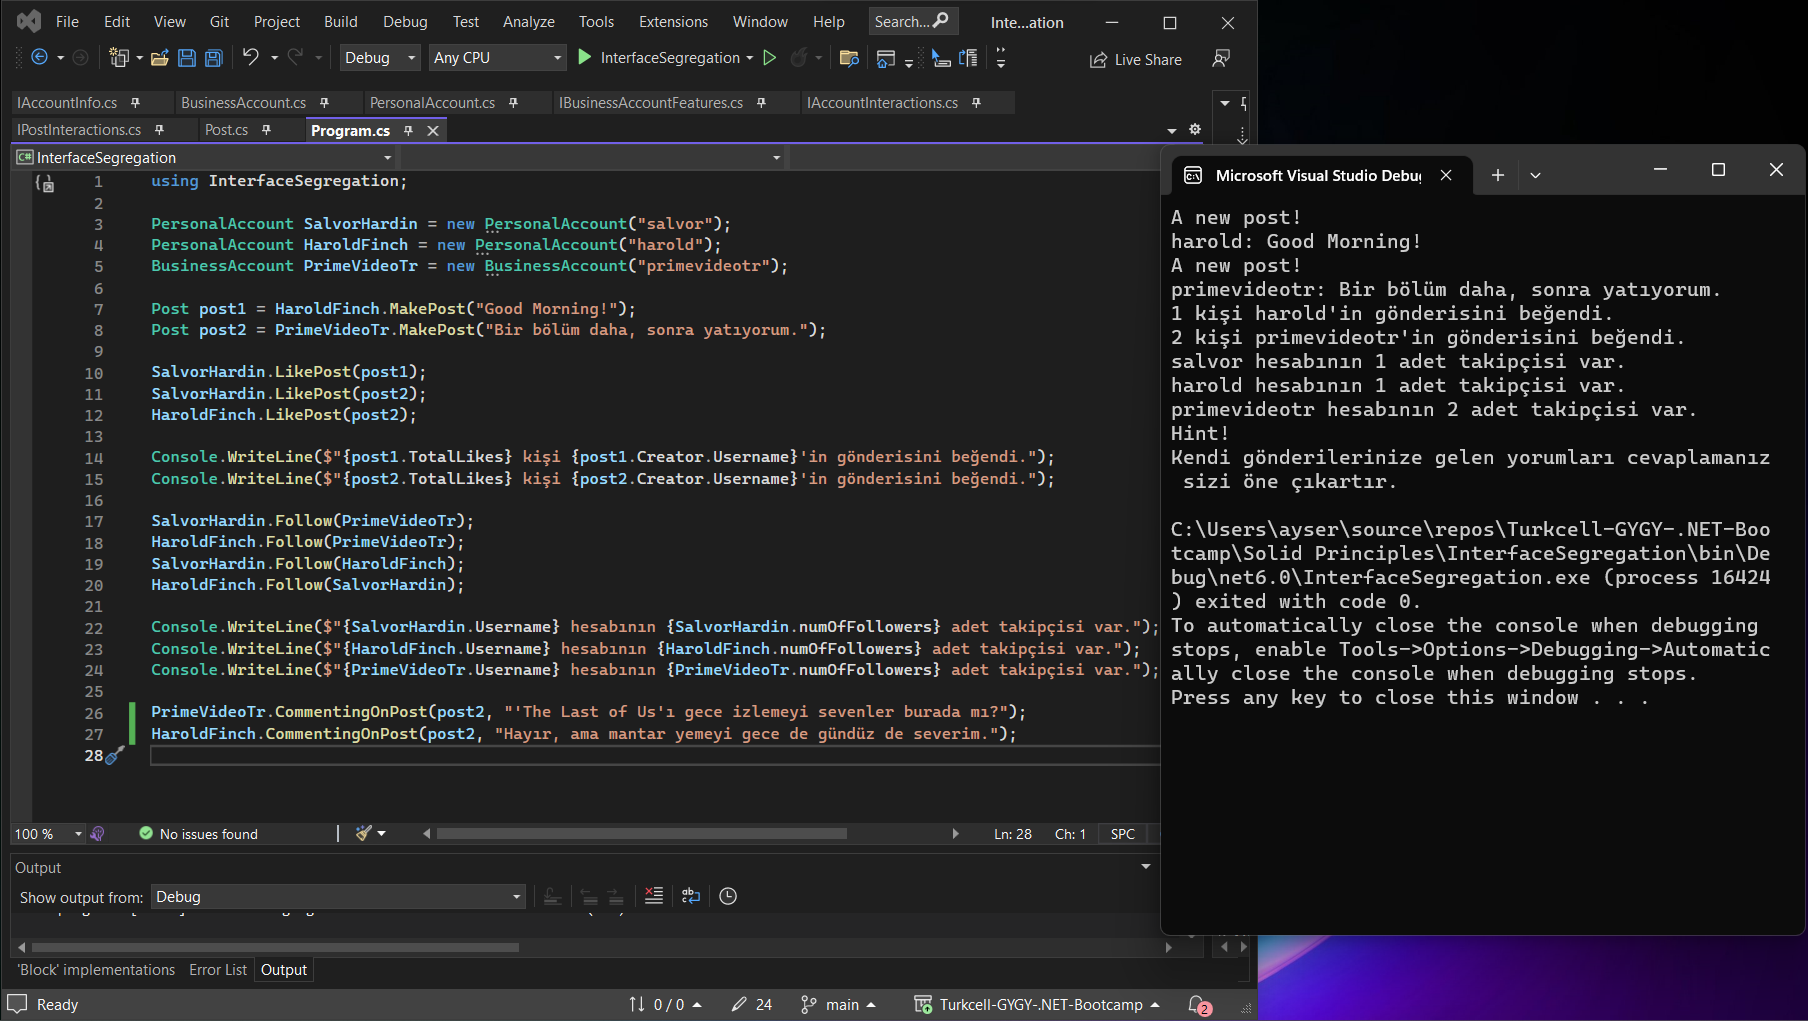 File Edit View Git Project Build Debug Test Analyze Tools Extensions Window Help Search... Inte...ation
Debug Any CPU InterfaceSegregation Live Share
IAccountInfo.cs BusinessAccount.cs PersonalAccount.cs IBusinessAccountFeatures.cs IAccountInteractions.cs
IPostInteractions.cs Post.cs Program.cs
C# InterfaceSegregation
1 using InterfaceSegregation;
2
3 PersonalAccount SalvorHardin = new PersonalAccount("salvor");
4 PersonalAccount HaroldFinch = new PersonalAccount("harold");
5 BusinessAccount PrimeVideoTr = new BusinessAccount("primevideotr");
6
7 Post post1 = HaroldFinch.MakePost("Good Morning!");
8 Post post2 = PrimeVideoTr.MakePost("Bir bölüm daha, sonra yatıyorum.");
9
10 SalvorHardin.LikePost(post1);
11 SalvorHardin.LikePost(post2);
12 HaroldFinch.LikePost(post2);
13
14 Console.WriteLine($"{post1.TotalLikes} kişi {post1.Creator.Username}'in gönderisini beğendi.");
15 Console.WriteLine($"{post2.TotalLikes} kişi {post2.Creator.Username}'in gönderisini beğendi.");
16
17 SalvorHardin.Follow(PrimeVideoTr);
18 HaroldFinch.Follow(PrimeVideoTr);
19 SalvorHardin.Follow(HaroldFinch);
20 HaroldFinch.Follow(SalvorHardin);
21
22 Console.WriteLine($"{SalvorHardin.Username} hesabının {SalvorHardin.numOfFollowers} adet takipçisi var.");
23 Console.WriteLine($"{HaroldFinch.Username} hesabının {HaroldFinch.numOfFollowers} adet takipçisi var.");
24 Console.WriteLine($"{PrimeVideoTr.Username} hesabının {PrimeVideoTr.numOfFollowers} adet takipçisi var.");
25
26 PrimeVideoTr.CommentingOnPost(post2, "'The Last of Us'ı gece izlemeyi sevenler burada mı?");
27 HaroldFinch.CommentingOnPost(post2, "Hayır, ama mantar yemeyi gece de gündüz de severim.");
28
100 % No issues found Ln: 28 Ch: 1 SPC
Output
Show output from: Debug
'Block' implementations Error List Output
Ready 0 / 0 24 main Turkcell-GYGY-.NET-Bootcamp 2
Microsoft Visual Studio Debug
A new post!
harold: Good Morning!
A new post!
primevideotr: Bir bölüm daha, sonra yatıyorum.
1 kişi harold'in gönderisini beğendi.
2 kişi primevideotr'in gönderisini beğendi.
salvor hesabının 1 adet takipçisi var.
harold hesabının 1 adet takipçisi var.
primevideotr hesabının 2 adet takipçisi var.
Hint!
Kendi gönderilerinize gelen yorumları cevaplamanız
sizi öne çıkartır.
C:\Users\ayser\source\repos\Turkcell-GYGY-.NET-Boo
tcamp\Solid Principles\InterfaceSegregation\bin\De
bug\net6.0\InterfaceSegregation.exe (process 16424
) exited with code 0.
To automatically close the console when debugging
stops, enable Tools->Options->Debugging->Automatic
ally close the console when debugging stops.
Press any key to close this window . . .